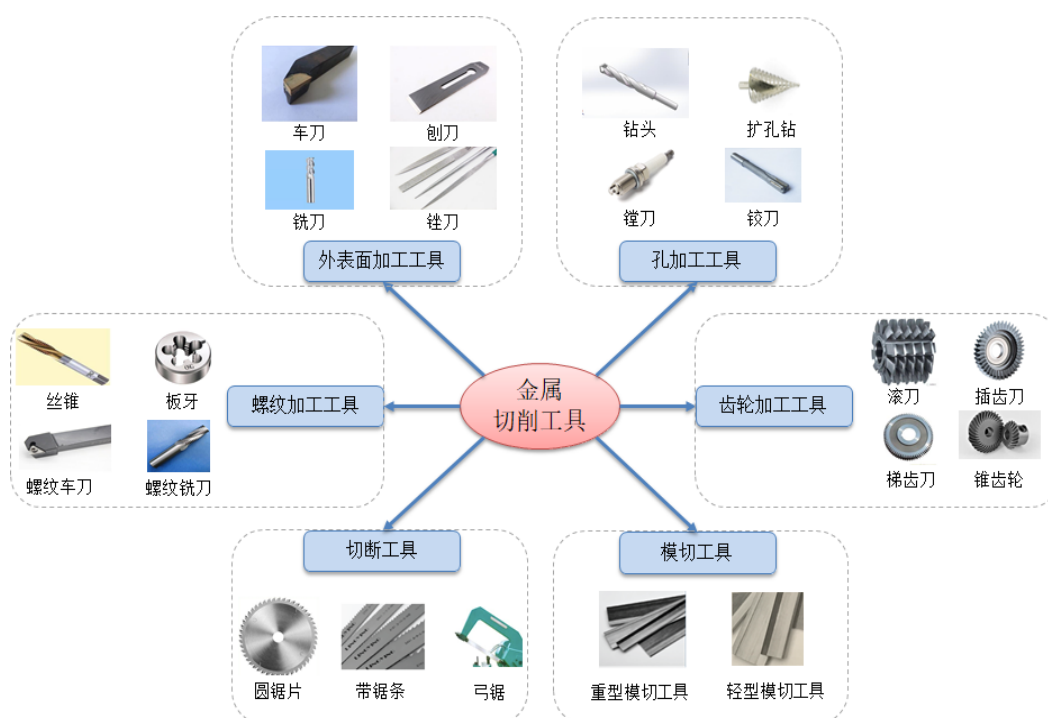 车刀
刨刀
铣刀
锉刀
外表面加工工具
钻头
扩孔钻
镗刀
铰刀
孔加工工具
丝锥
板牙
螺纹车刀
螺纹铣刀
螺纹加工工具
金属
切削工具
齿轮加工工具
滚刀
插齿刀
梯齿刀
锥齿轮
切断工具
圆锯片
带锯条
弓锯
模切工具
重型模切工具
轻型模切工具